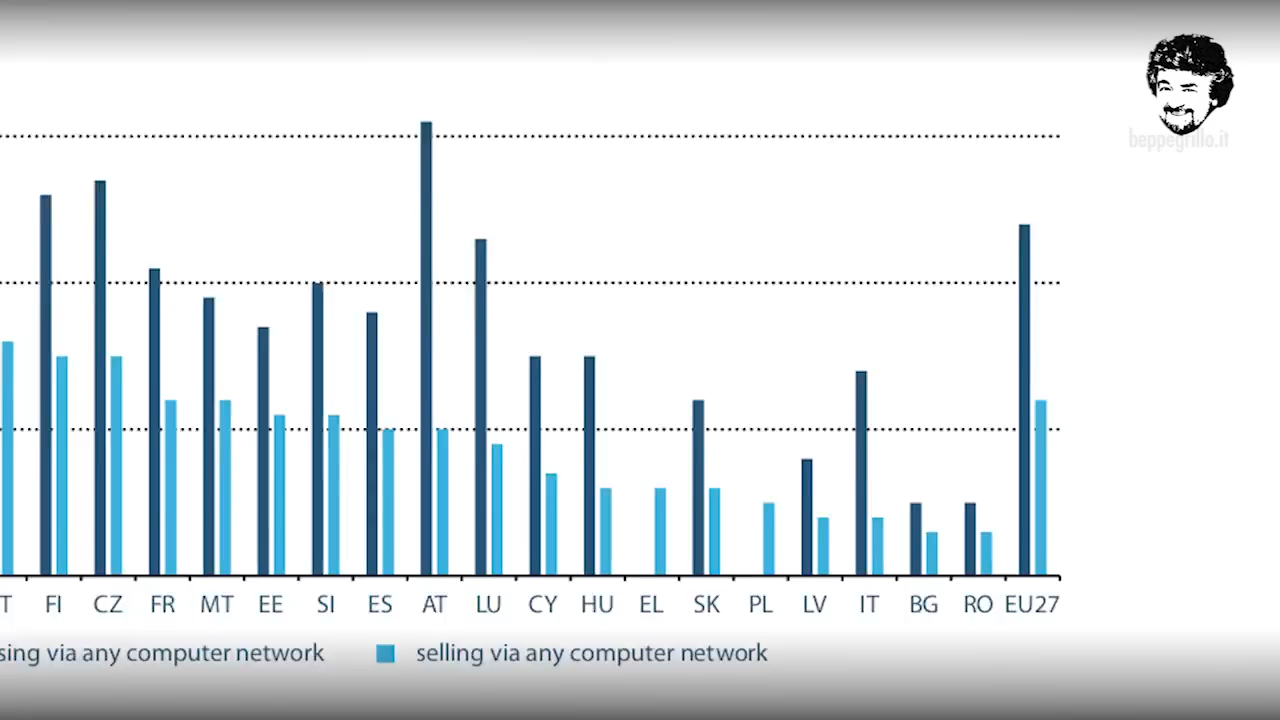 beppegrillo.it
T FI CZ FR MT EE SI ES AT LU CY HU EL SK PL LV IT BG RO EU27
sing via any computer network selling via any computer network